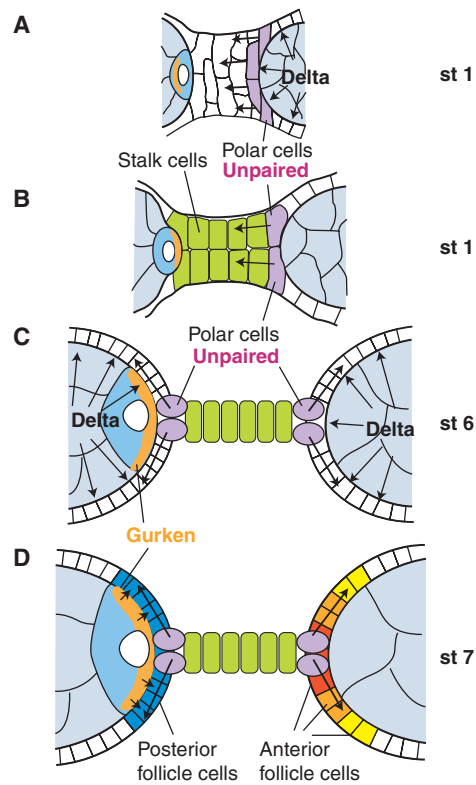 A
Delta
st 1
Polar cells
Unpaired
Stalk cells
B
st 1
C
Polar cells
Unpaired
Delta
Delta
st 6
Gurken
D
st 7
Posterior
follicle cells
Anterior
follicle cells